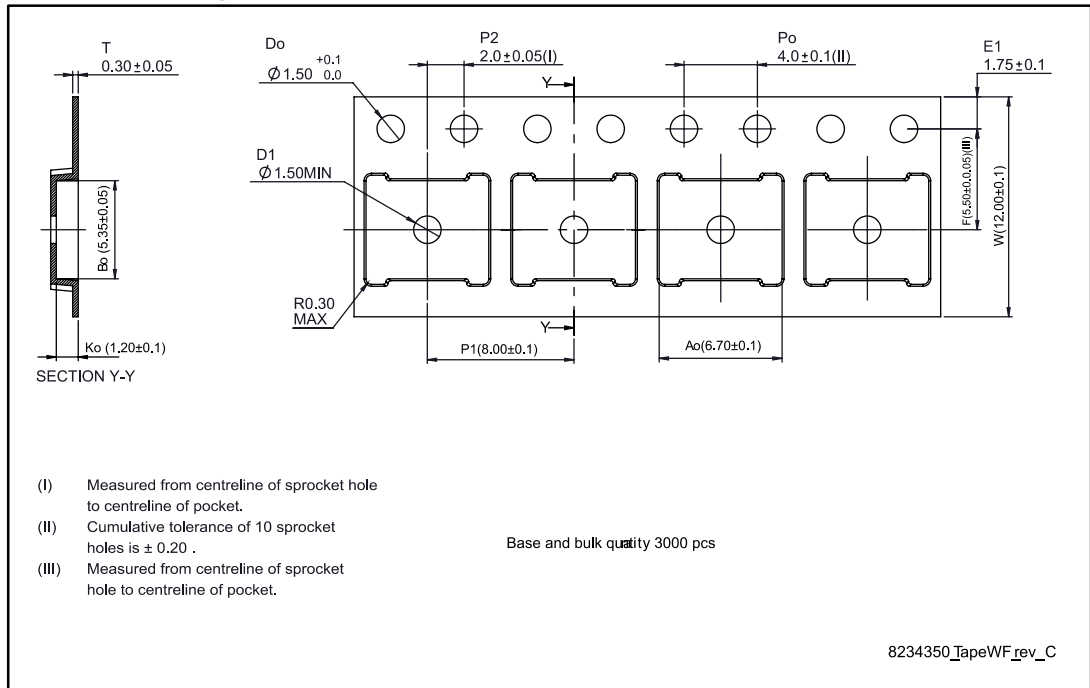 T
0.30±0.05
Do
Ø1.50 +0.1 0.0
P2
2.0±0.05(I)
Po
4.0±0.1(II)
E1
1.75±0.1
Y
D1
Ø1.50MIN
Bo (5.35±0.05)
F(5.50±0.0.05)(III)
W(12.00±0.1)
R0.30
MAX
Y
Ko (1.20±0.1)
P1(8.00±0.1)
Ao(6.70±0.1)
SECTION Y-Y
(I) Measured from centreline of sprocket hole
to centreline of pocket.
(II) Cumulative tolerance of 10 sprocket
holes is ± 0.20 .
(III) Measured from centreline of sprocket
hole to centreline of pocket.
Base and bulk quatity 3000 pcs
8234350_TapeWF_rev_C